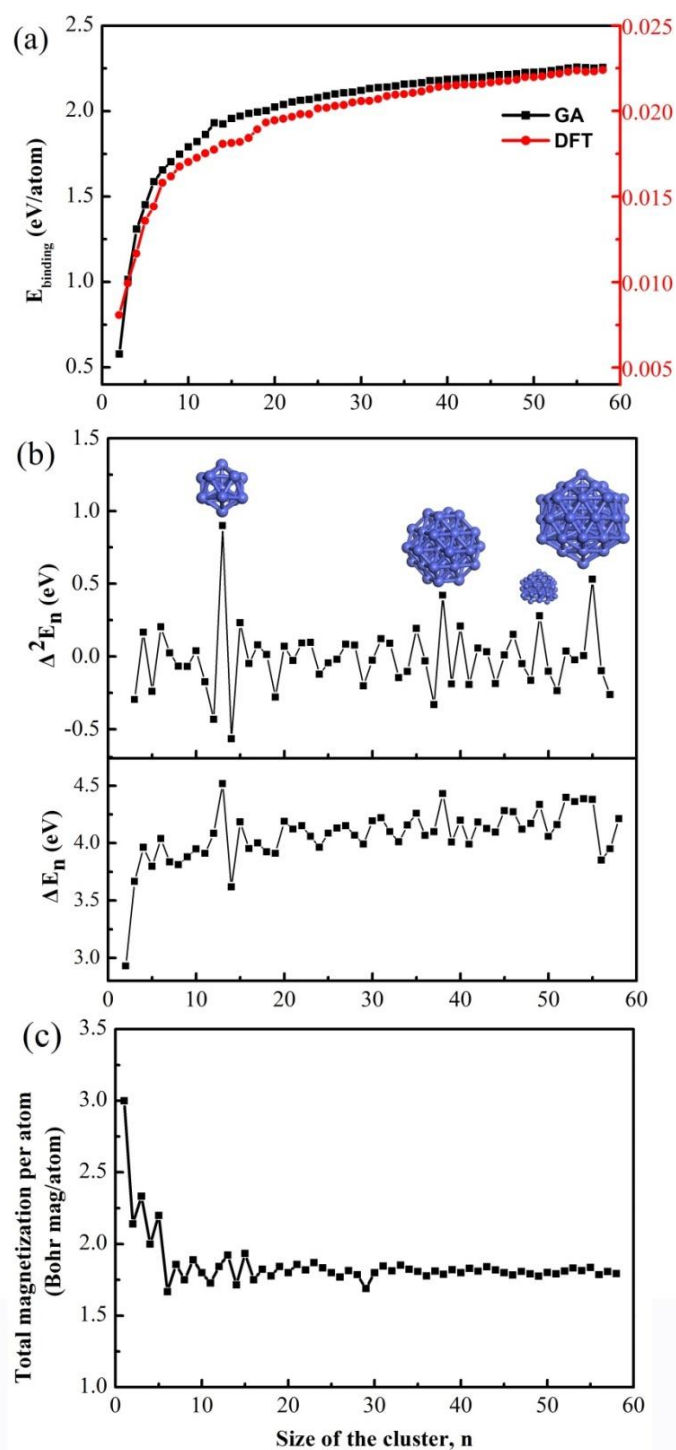 (a)
2.5
2.0
1.5
1.0
0.5
E_binding (eV/atom)
0.025
0.020
0.015
0.010
0.005
GA
DFT
0 10 20 30 40 50 60
(b)
1.5
1.0
0.5
0.0
-0.5
Δ²E_n (eV)
4.5
4.0
3.5
3.0
ΔE_n (eV)
0 10 20 30 40 50 60
(c)
3.5
3.0
2.5
2.0
1.5
1.0
Total magnetization per atom
(Bohr mag/atom)
0 10 20 30 40 50 60
Size of the cluster, n